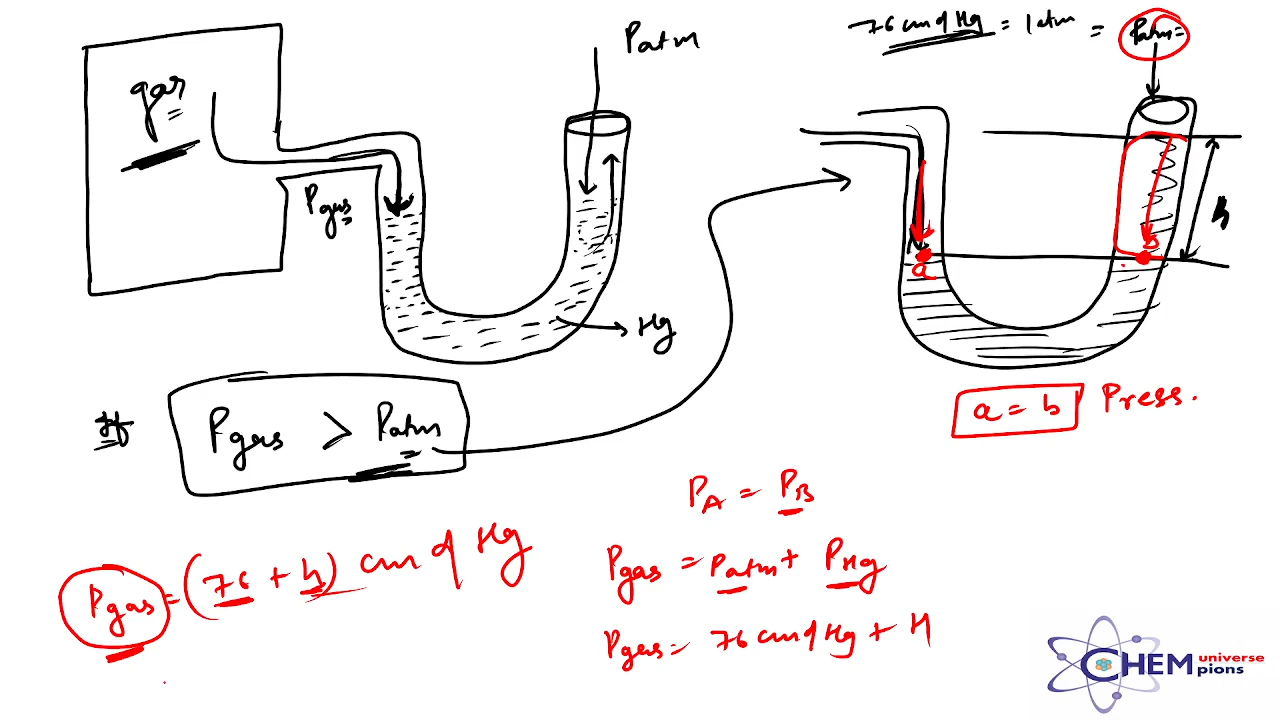 76 cm of Hg = 1 atm = Patm =
Patm
gas
Pgas
h
b
a
Hg
If Pgas > Patm
a = b Press.
PA = PB
Pgas = Patm + PHg
Pgas = 76 cm of Hg + H
Pgas = (76 + h) cm of Hg
CHEM universe
pions